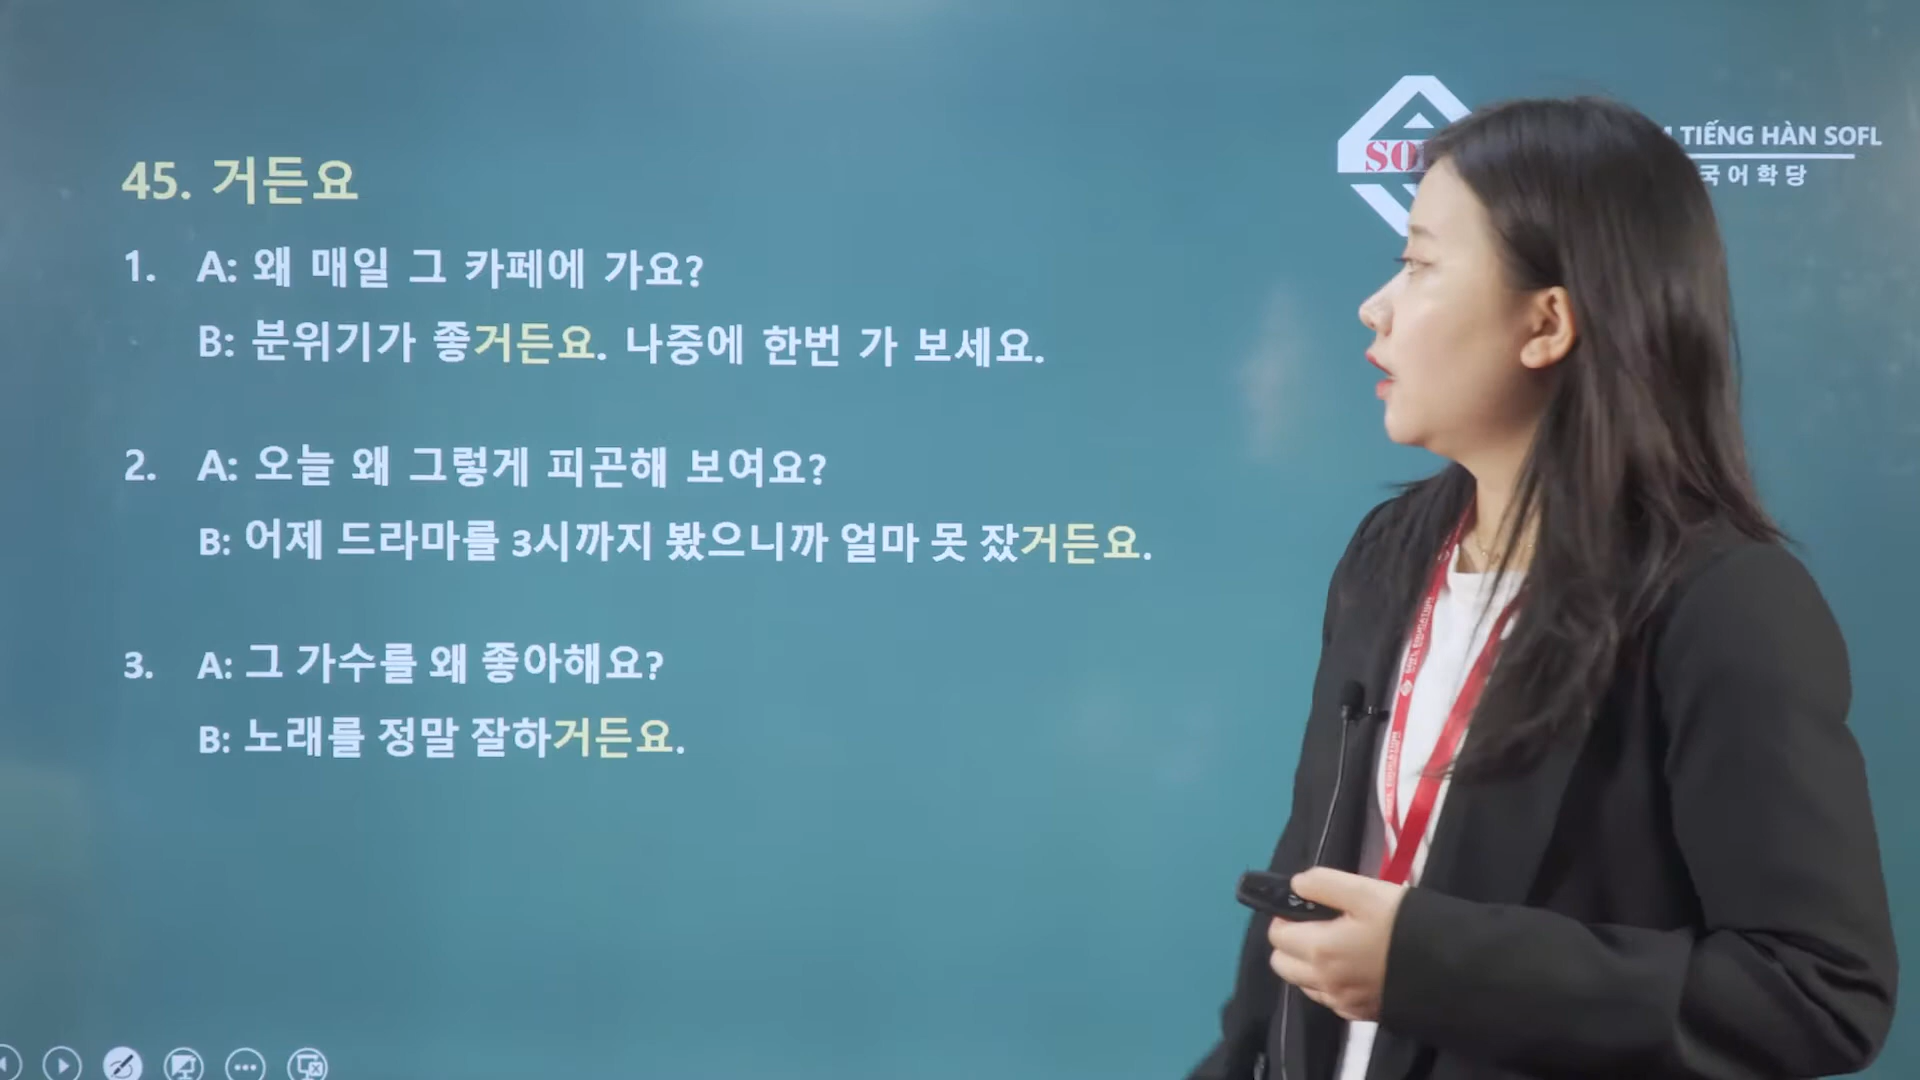 TIẾNG HÀN SOFL
국어학당
45. 거든요
1. A: 왜 매일 그 카페에 가요?
B: 분위기가 좋거든요. 나중에 한번 가 보세요.
2. A: 오늘 왜 그렇게 피곤해 보여요?
B: 어제 드라마를 3시까지 봤으니까 얼마 못 잤거든요.
3. A: 그 가수를 왜 좋아해요?
B: 노래를 정말 잘하거든요.